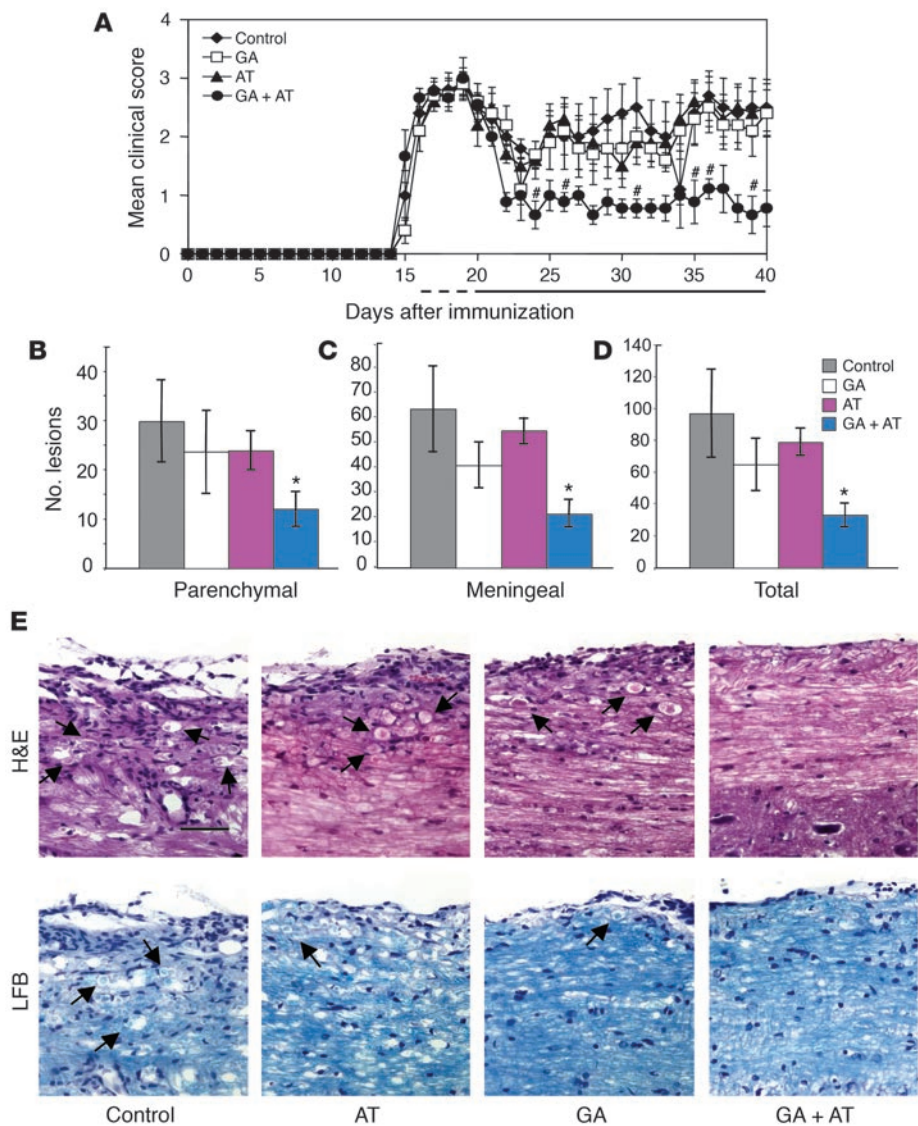 A
Mean clinical score
4
3
2
1
0
Control
GA
AT
GA + AT
# # # # # #
0 5 10 15 20 25 30 35 40
Days after immunization
B
No. lesions
40
30
20
10
0
*
Parenchymal
C
80
70
60
50
40
30
20
10
0
*
Meningeal
D
140
120
100
80
60
40
20
0
Control
GA
AT
GA + AT
*
Total
E
H&E
LFB
Control AT GA GA + AT